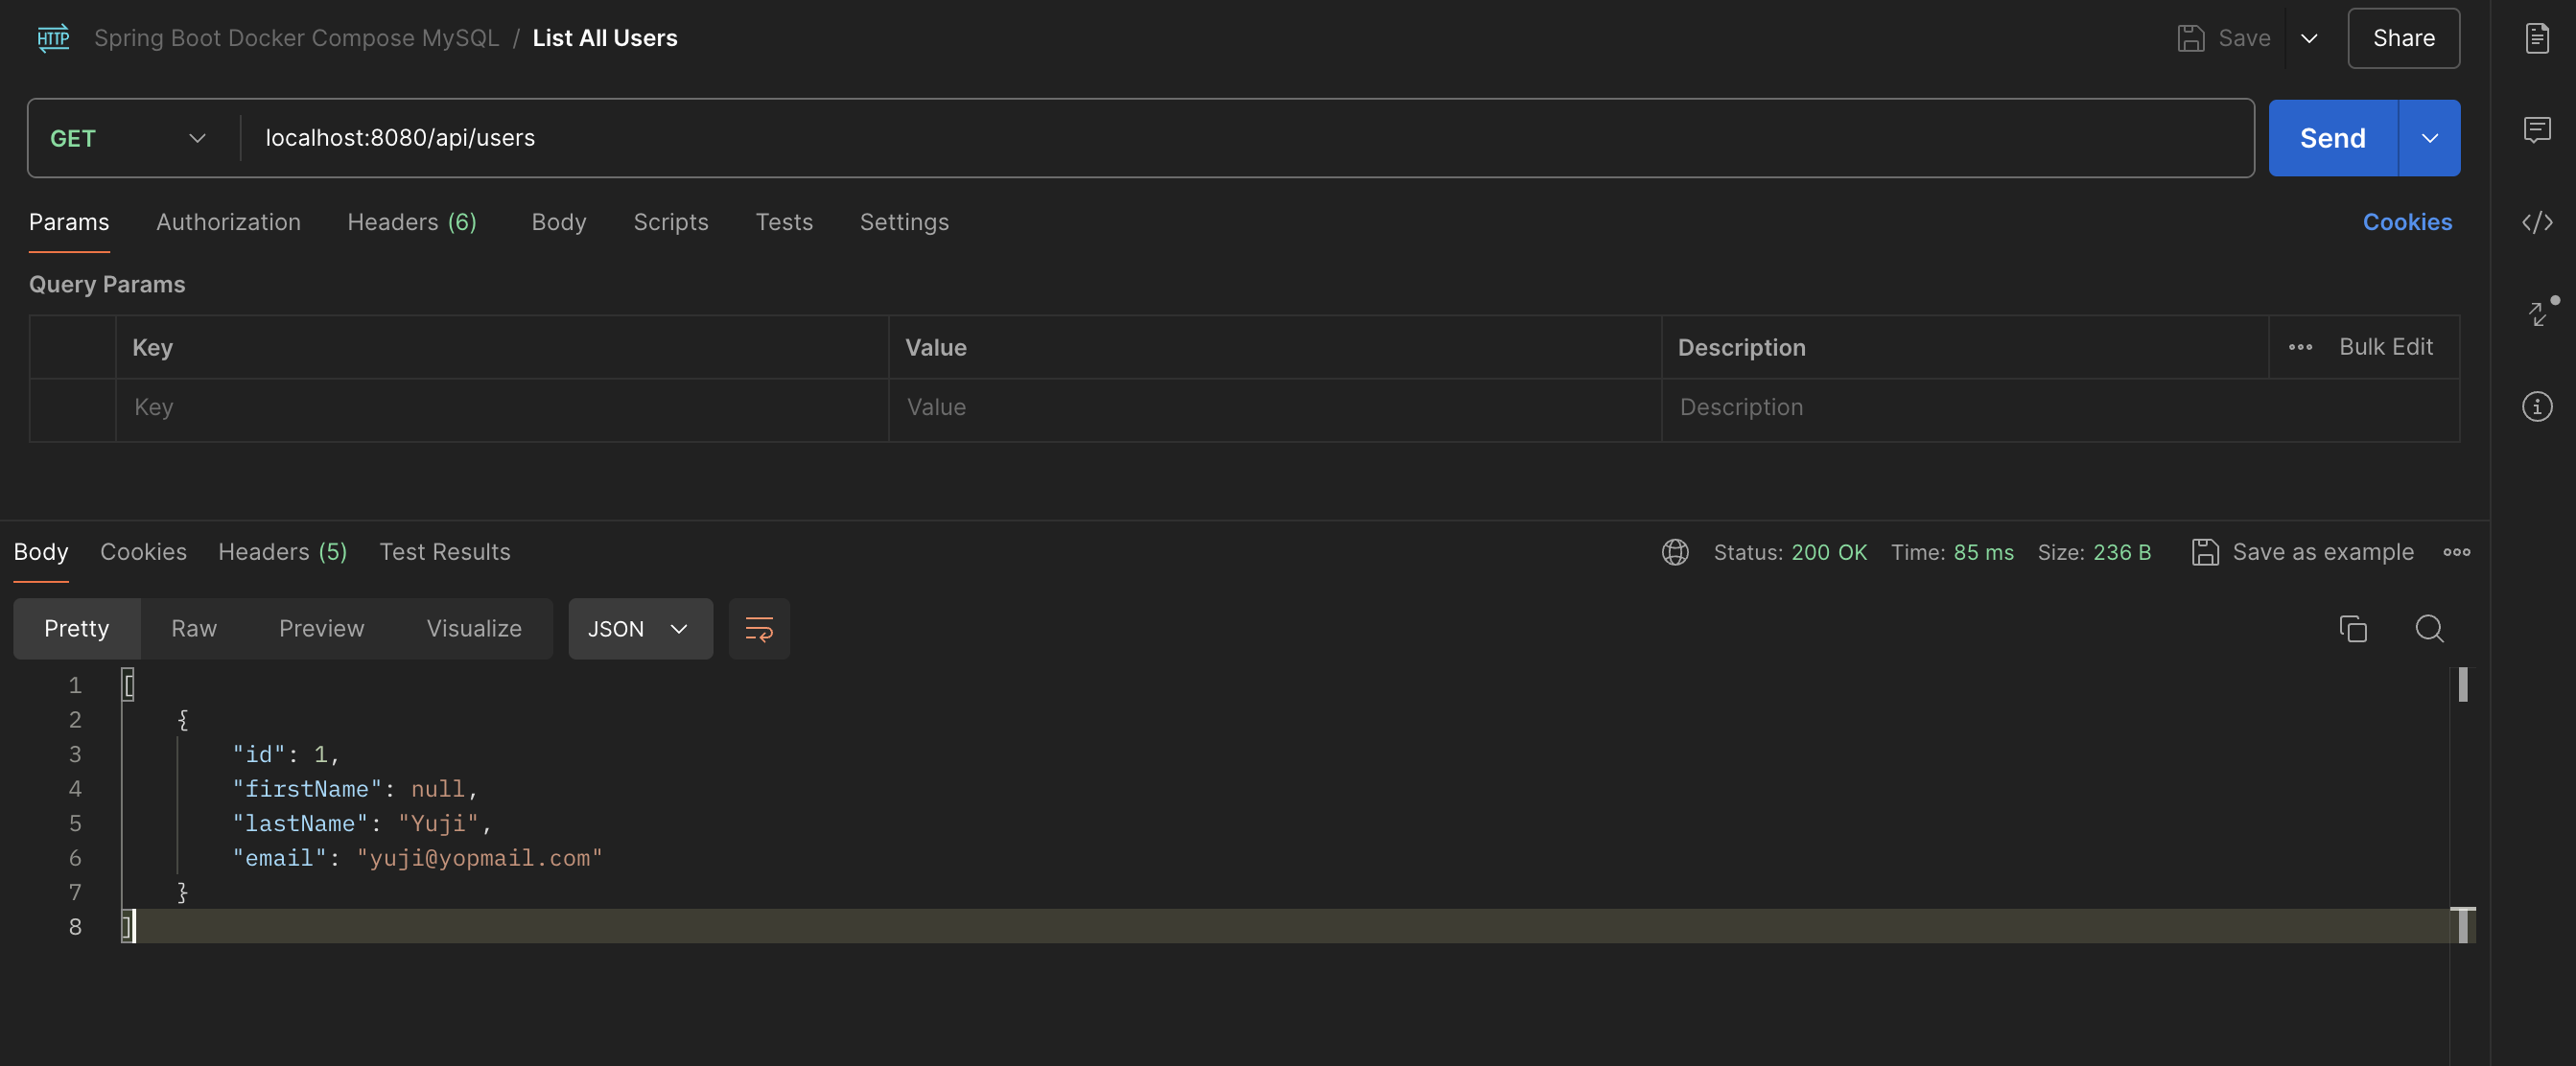 HTTP Spring Boot Docker Compose MySQL / List All Users Save Share
GET localhost:8080/api/users Send
Params Authorization Headers (6) Body Scripts Tests Settings Cookies
Query Params
Key Value Description Bulk Edit
Key Value Description
Body Cookies Headers (5) Test Results Status: 200 OK Time: 85 ms Size: 236 B Save as example
Pretty Raw Preview Visualize JSON
1 [
2 {
3 "id": 1,
4 "firstName": null,
5 "lastName": "Yuji",
6 "email": "yuji@yopmail.com"
7 }
8 ]